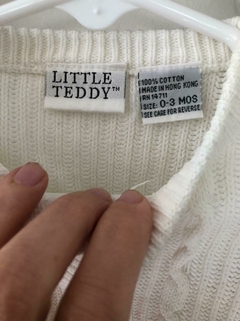 LITTLE
TEDDY™
100% COTTON
MADE IN HONG KONG
RN 14711
SIZE: 0-3 MOS
SEE CARE FOR REVERSE